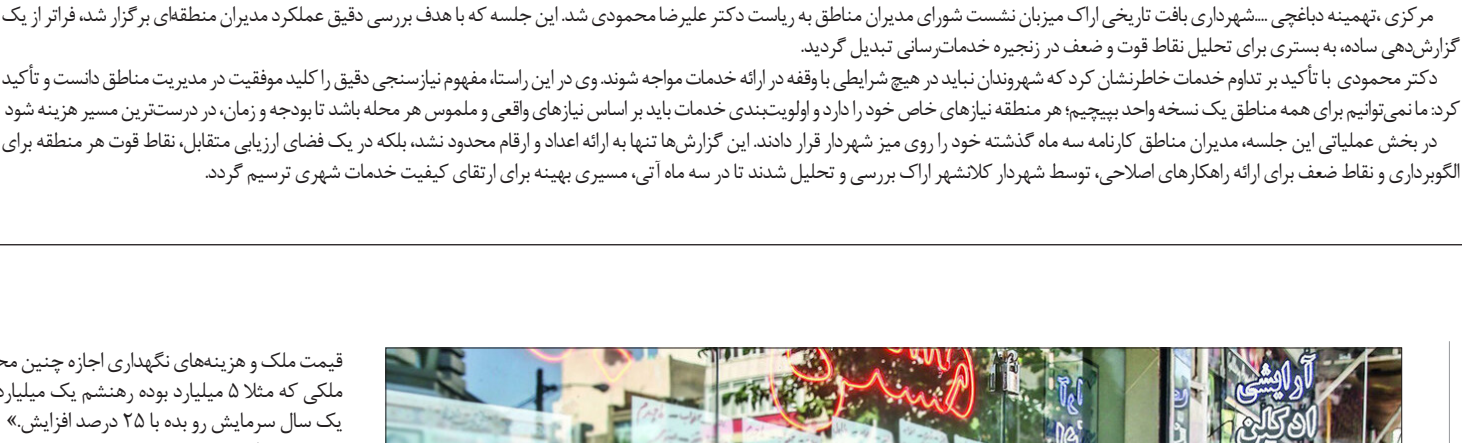 مرکزی ،تهمینه دباغچی ....شهرداری بافت تاریخی اراک میزبان نشست شورای مدیران مناطق به ریاست دکتر علیرضا محمودی شد. این جلسه که با هدف بررسی دقیق عملکرد مدیران منطقه‌ای برگزار شد، فراتر از یک
گزارش‌دهی ساده، به بستری برای تحلیل نقاط قوت و ضعف در زنجیره خدمات‌رسانی تبدیل گردید.
دکتر محمودی با تأکید بر تداوم خدمات خاطرنشان کرد که شهروندان نباید در هیچ شرایطی با وقفه در ارائه خدمات مواجه شوند. وی در این راستا، مفهوم نیازسنجی دقیق را کلید موفقیت در مدیریت مناطق دانست و تأکید
کرد: ما نمی‌توانیم برای همه مناطق یک نسخه واحد بپیچیم؛ هر منطقه نیازهای خاص خود را دارد و اولویت‌بندی خدمات باید بر اساس نیازهای واقعی و ملموس هر محله باشد تا بودجه و زمان، در درست‌ترین مسیر هزینه شود
در بخش عملیاتی این جلسه، مدیران مناطق کارنامه سه ماه گذشته خود را روی میز شهردار قرار دادند. این گزارش‌ها تنها به ارائه اعداد و ارقام محدود نشد، بلکه در یک فضای ارزیابی متقابل، نقاط قوت هر منطقه برای
الگوبرداری و نقاط ضعف برای ارائه راهکارهای اصلاحی، توسط شهردار کلانشهر اراک بررسی و تحلیل شدند تا در سه ماه آتی، مسیری بهینه برای ارتقای کیفیت خدمات شهری ترسیم گردد.
آرایشی
ادکلن
قیمت ملک و هزینه‌های نگهداری اجازه چنین
ملکی که مثلا ۵ میلیارد بوده رهنشم یک میلیارد
یک سال سرمایش رو بده با ۲۵ درصد افزایش.»